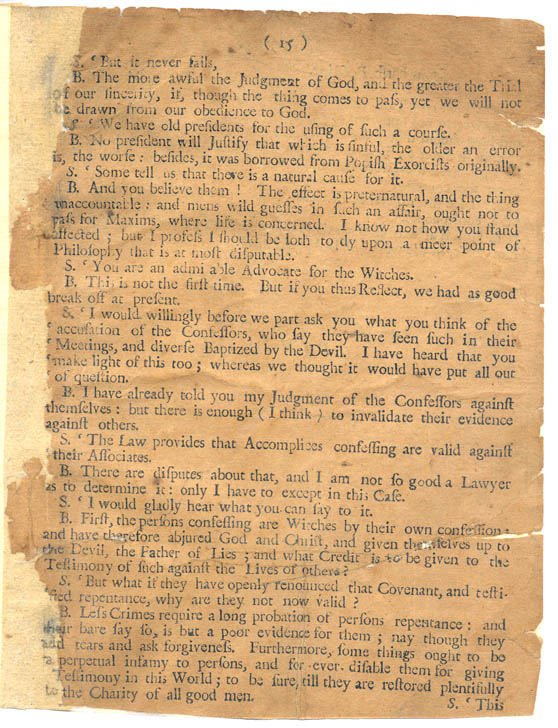 ( 15 )
S. ‘ But it never fails,
B. The more awful the Judgment of God, and the greater the Trial
of our sincerity, if, though the thing comes to paſs, yet we will not
be drawn from our obedience to God.
S. ‘ We have old preſidents for the uſing of ſuch a courſe.
B. No preſident will Juſtify that which is ſinful, the older an error
is, the worſe : beſides, it was borrowed from Popiſh Exorciſts originally.
S. ‘ Some tell us that there is a natural cauſe for it.
B. And you believe them ! The effect is preternatural, and the thing
unaccountable : and mens wild gueſſes in ſuch an affair, ought not to
paſs for Maxims, where life is concerned. I know not how you ſtand
affected ; but I profeſs I ſhould be loth to dy upon a meer point of
Philoſophy that is at moſt diſputable.
S. ‘ You are an admi able Advocate for the Witches.
B. This is not the firſt time. But if you thus Reflect, we had as good
break off at preſent.
S. ‘ I would willingly before we part ask you what you think of the
‘ accuſation of the Confeſſors, who ſay they have ſeen ſuch in their
‘ Meetings, and diverſe Baptized by the Devil. I have heard that you
‘ make light of this too ; whereas we thought it would have put all out
of queſtion.
B. I have already told you my Judgment of the Confeſſors againſt
themſelves : but there is enough ( I think ) to invalidate their evidence
againſt others.
S. ‘ The Law provides that Accomplices confeſſing are valid againſt
‘ their Aſſociates.
B. There are diſputes about that, and I am not ſo good a Lawyer
as to determine it : only I have to except in this Caſe.
S. ‘ I would gladly hear what you can ſay to it.
B. Firſt, the perſons confeſſing are Witches by their own confeſſion :
and have therefore abjured God and Chriſt, and given themſelves up to
the Devil, the Father of Lies ; and what Credit is to be given to the
Teſtimony of ſuch againſt the Lives of others ?
S. ‘ But what if they have openly renounced that Covenant, and teſti-
fied repentance, why are they not now valid ?
B. Leſs Crimes require a long probation of perſons repentance : and
their bare ſay ſo, is but a poor evidence for them ; nay though they
add tears and ask forgiveneſs. Furthermore, ſome things ought to be
a perpetual infamy to perſons, and for ever diſable them for giving
Teſtimony in this World ; to be ſure, till they are reſtored plentifully
to the Charity of all good men.
S. ‘ This